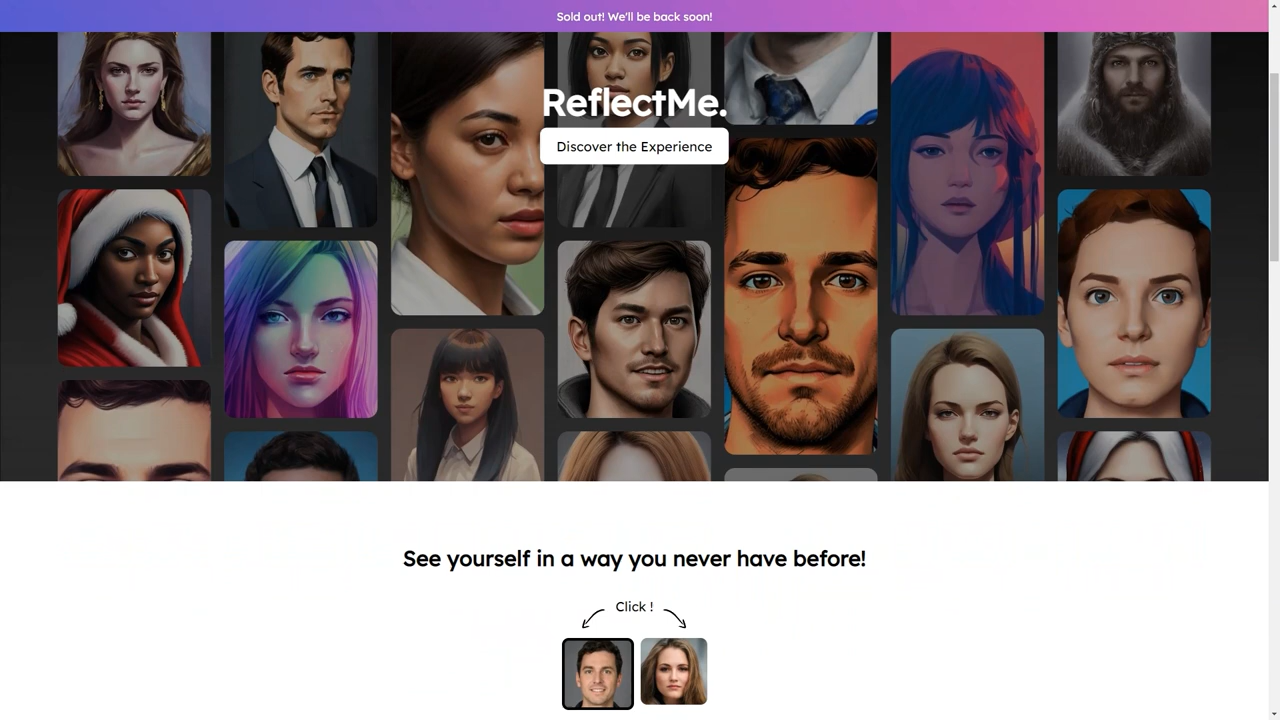 Sold out! We'll be back soon!
ReflectMe.
Discover the Experience
See yourself in a way you never have before!
Click !